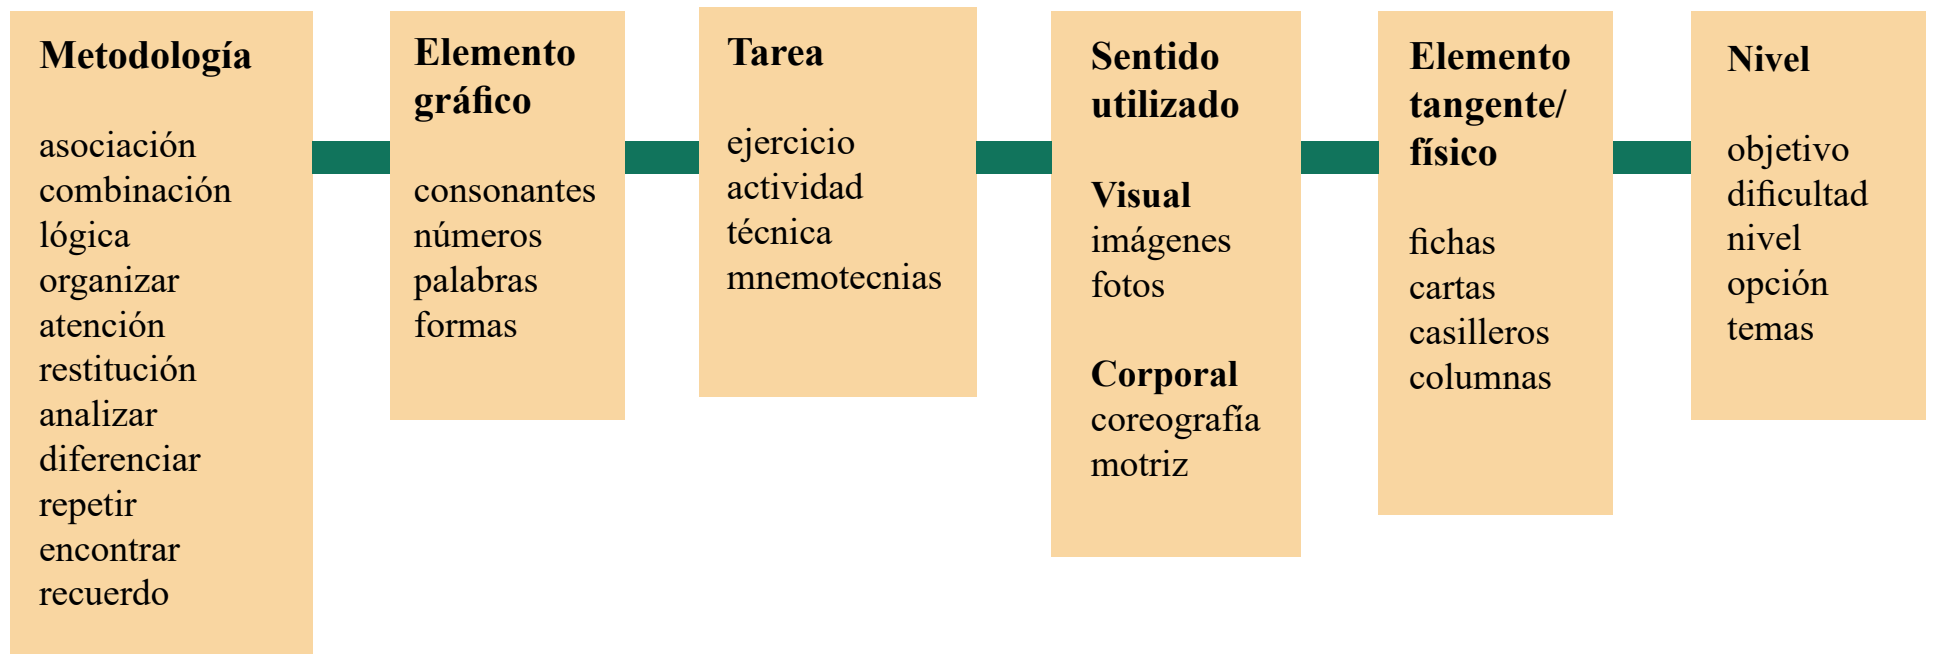 Metodología
asociación
combinación
lógica
organizar
atención
restitución
analizar
diferenciar
repetir
encontrar
recuerdo
Elemento
gráfico
consonantes
números
palabras
formas
Tarea
ejercicio
actividad
técnica
mnemotecnias
Sentido
utilizado
Visual
imágenes
fotos
Corporal
coreografía
motriz
Elemento
tangente/
físico
fichas
cartas
casilleros
columnas
Nivel
objetivo
dificultad
nivel
opción
temas